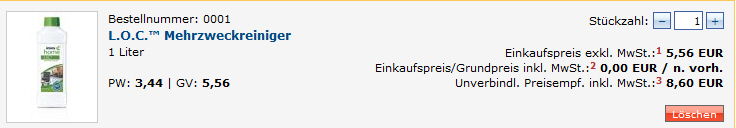 Bestellnummer: 0001
L.O.C.™ Mehrzweckreiniger
1 Liter
PW: 3,44 | GV: 5,56
Stückzahl: − 1 +
Einkaufspreis exkl. MwSt.:1 5,56 EUR
Einkaufspreis/Grundpreis inkl. MwSt.:2 0,00 EUR / n. vorh.
Unverbindl. Preisempf. inkl. MwSt.:3 8,60 EUR
Löschen
home